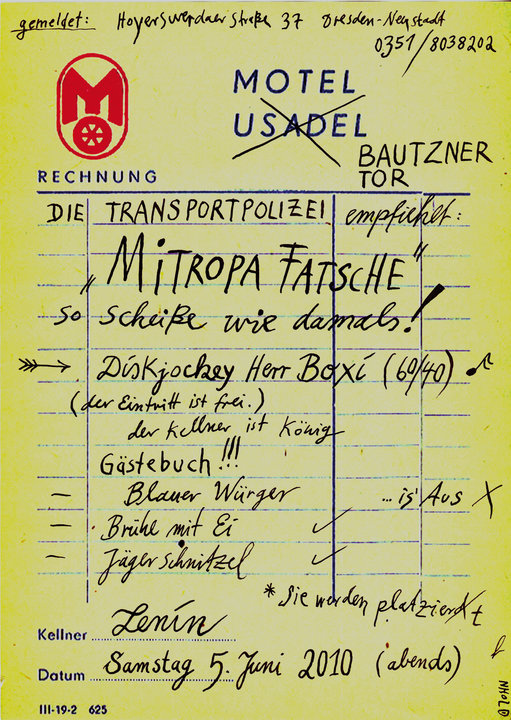 gemeldet: Hoyerswerdaer Straße 37 Dresden-Neustadt
0351/8038202
M
MOTEL
USADEL
BAUTZNER
TOR
RECHNUNG
DIE TRANSPORTPOLIZEI empfiehlt:
„MiTROPA FATSCHE"
so scheiße wie damals!
Diskjockey Herr Boxi (60/40)
(der Eintritt ist frei.)
der Kellner ist König
Gästebuch!!!
– Blauer Würger ...is' Aus X
– Brühe mit Ei ✓
– Jägerschnitzel ✓
* Sie werden platziert
Kellner Lenin
Datum Samstag 5. Juni 2010 (abends)
III-19-2 625